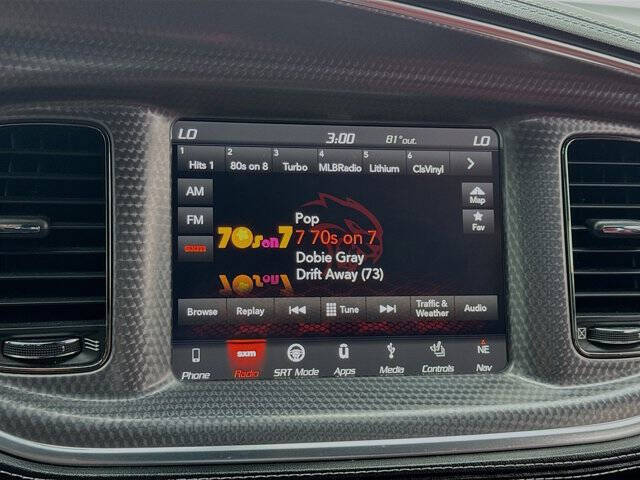 LO 3:00 81°out. LO
1 Hits 1 2 80s on 8 3 Turbo 4 MLBRadio 5 Lithium 6 ClsVinyl
AM
Map
FM
Fav
sxm
70s on 7
Pop
7 70s on 7
Dobie Gray
Drift Away (73)
Browse Replay Tune Traffic & Weather Audio
sxm NE
Phone Radio SRT Mode Apps Media Controls Nav